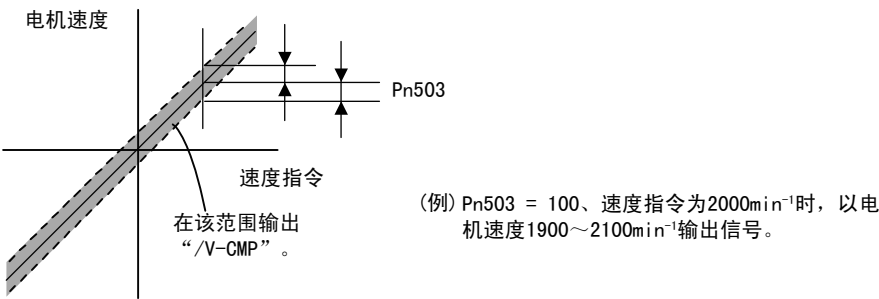 电机速度
Pn503
速度指令
在该范围输出
“/V-CMP”。
(例) Pn503 = 100、速度指令为2000min⁻¹时，以电
机速度1900～2100min⁻¹输出信号。